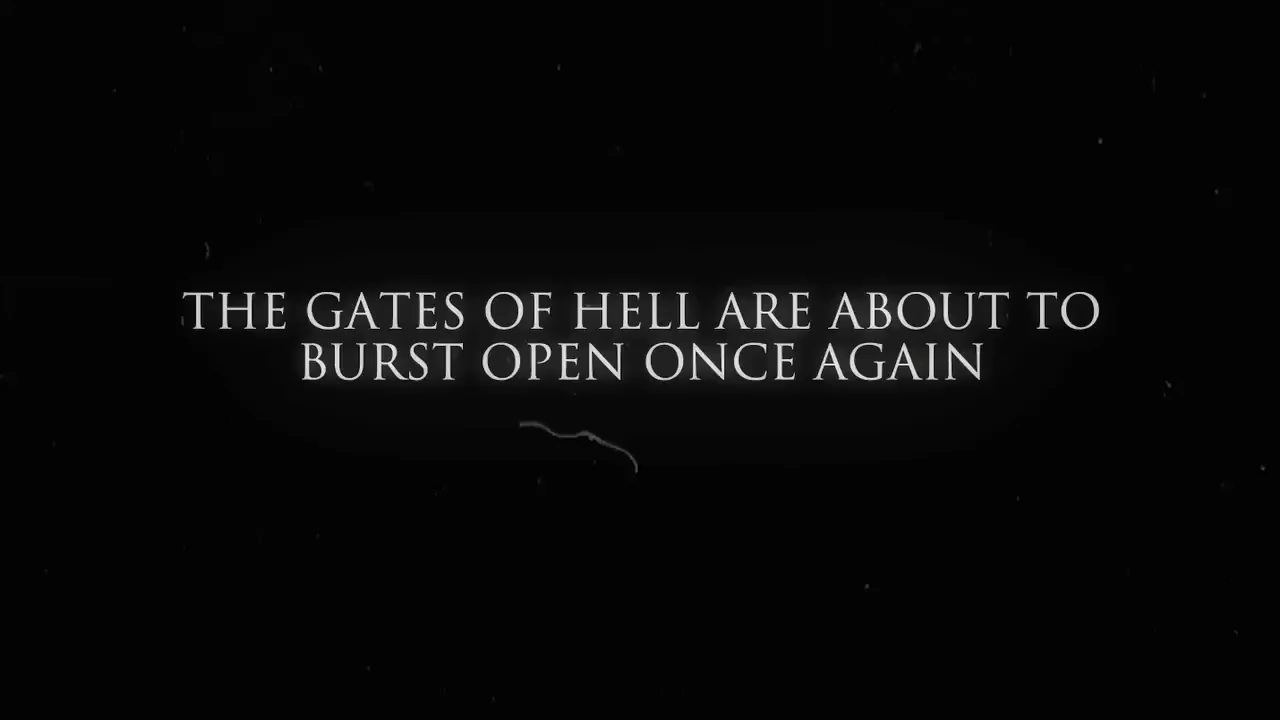 THE GATES OF HELL ARE ABOUT TO
BURST OPEN ONCE AGAIN